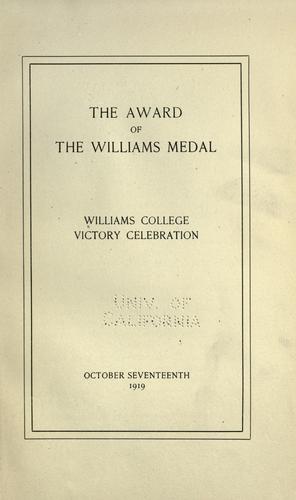 THE AWARD
OF
THE WILLIAMS MEDAL
WILLIAMS COLLEGE
VICTORY CELEBRATION
UNIV. OF
CALIFORNIA
OCTOBER SEVENTEENTH
1919